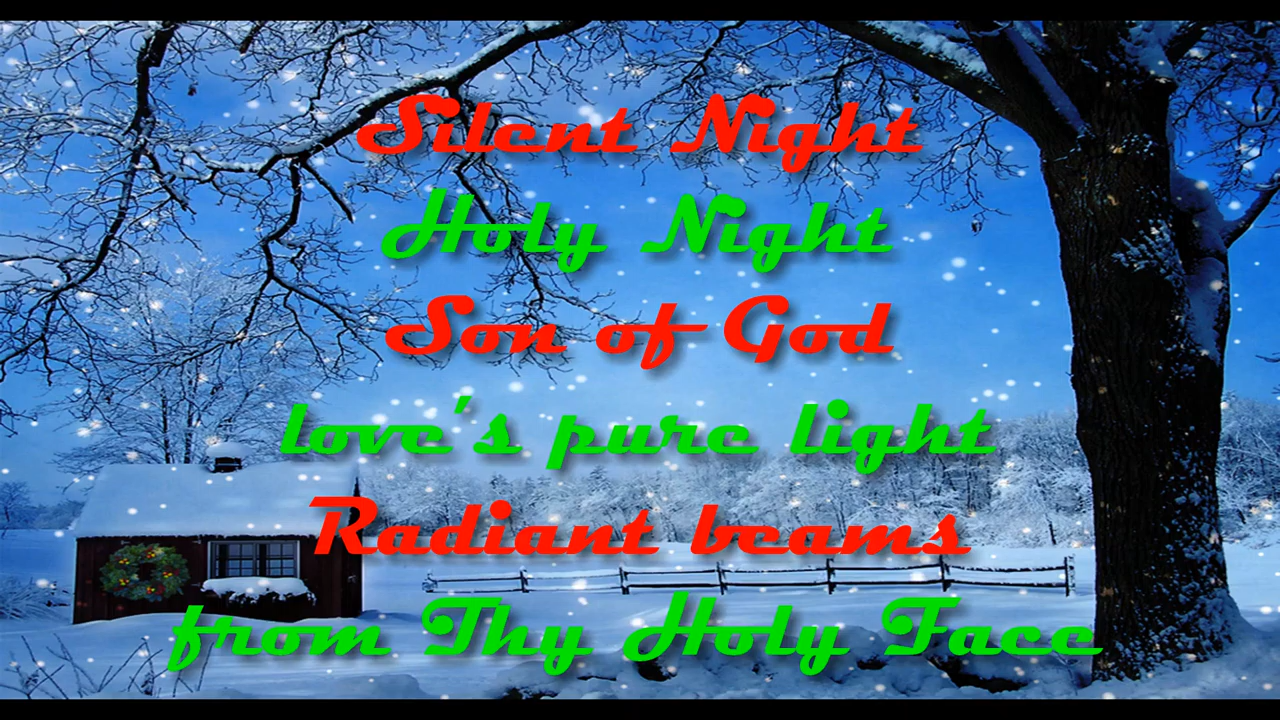 Silent Night
Holy Night
Son of God
love's pure light
Radiant beams
from Thy Holy Face